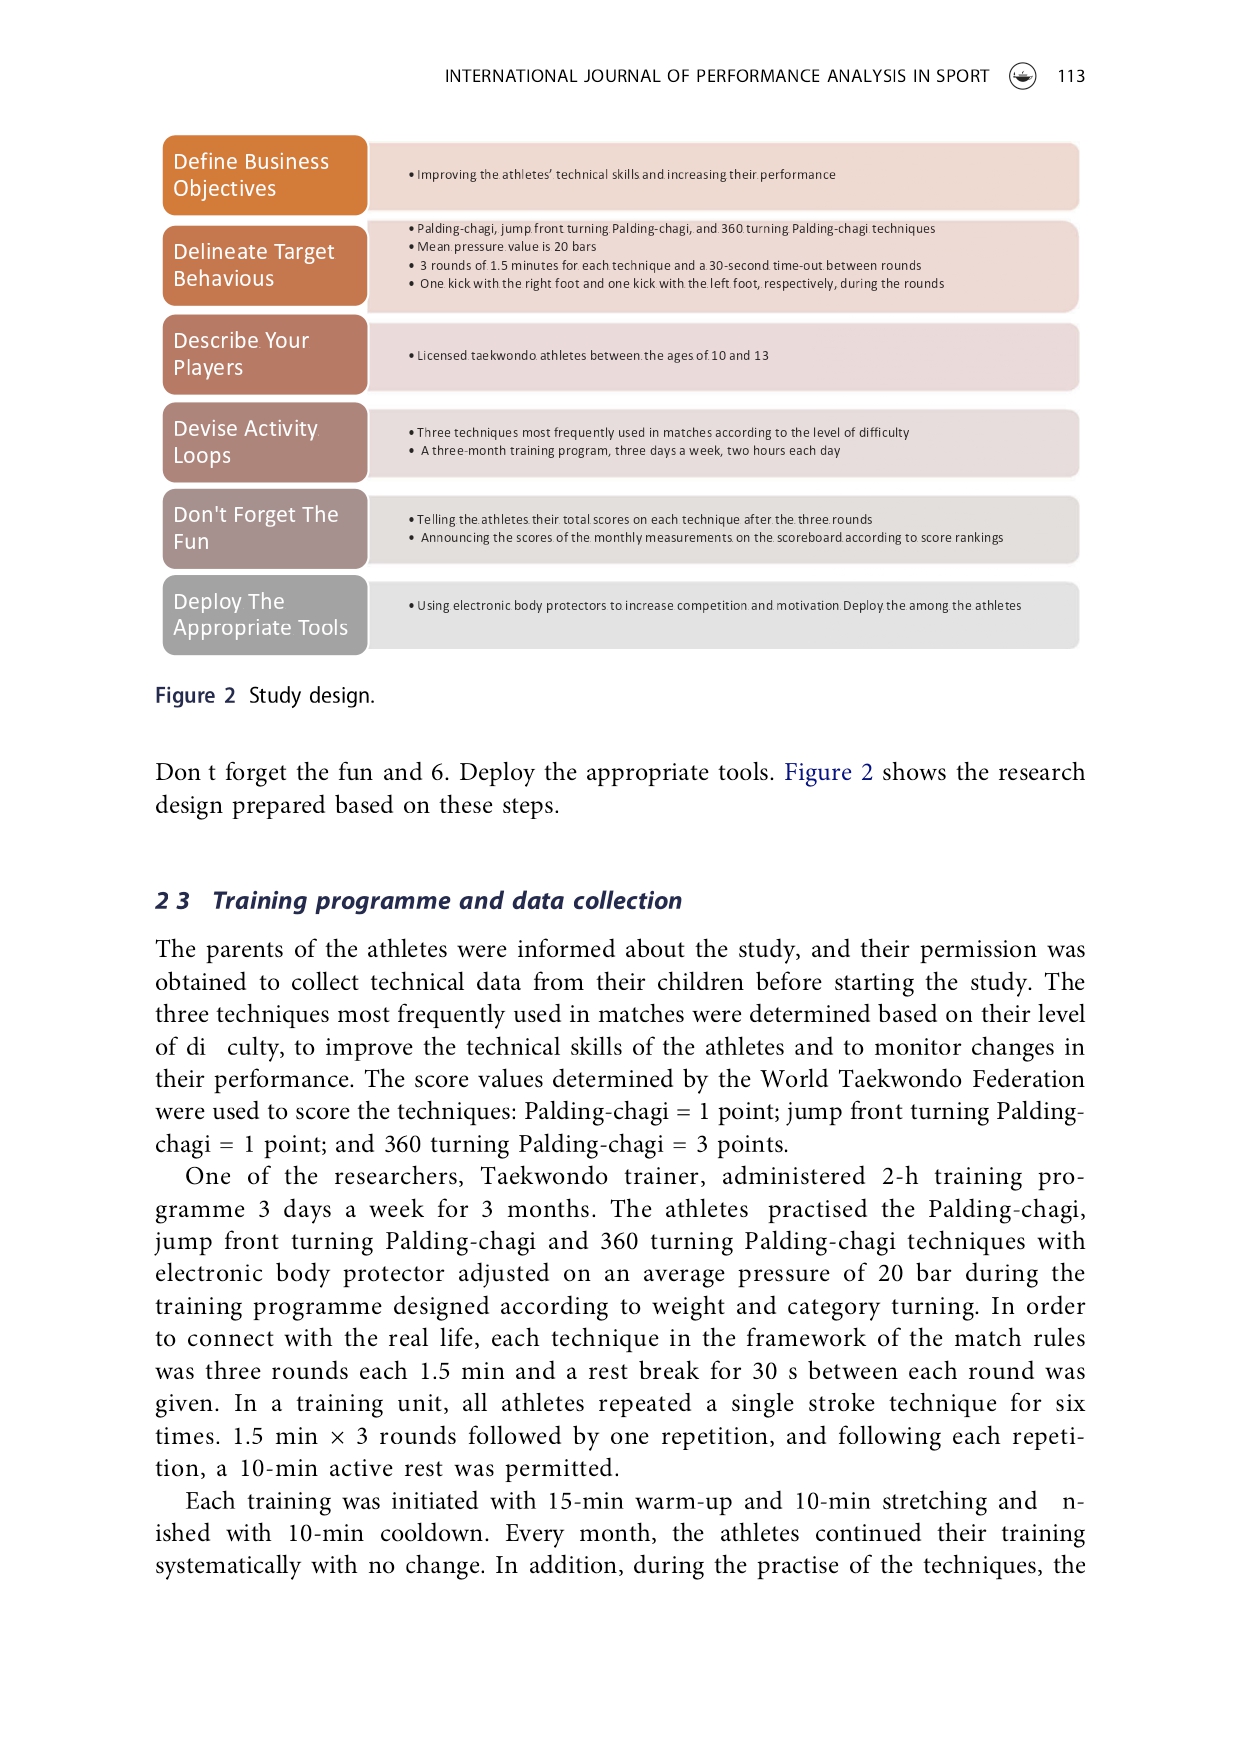 INTERNATIONAL JOURNAL OF PERFORMANCE ANALYSIS IN SPORT 113
Define Business
Objectives
• Improving the athletes’ technical skills and increasing their performance
Delineate Target
Behavious
• Palding-chagi, jump front turning Palding-chagi, and 360 turning Palding-chagi techniques
• Mean pressure value is 20 bars
• 3 rounds of 1.5 minutes for each technique and a 30-second time-out between rounds
• One kick with the right foot and one kick with the left foot, respectively, during the rounds
Describe Your
Players
• Licensed taekwondo athletes between the ages of 10 and 13
Devise Activity
Loops
• Three techniques most frequently used in matches according to the level of difficulty
• A three-month training program, three days a week, two hours each day
Don't Forget The
Fun
• Telling the athletes their total scores on each technique after the three rounds
• Announcing the scores of the monthly measurements on the scoreboard according to score rankings
Deploy The
Appropriate Tools
• Using electronic body protectors to increase competition and motivation Deploy the among the athletes
Figure 2 Study design.
Don t forget the fun and 6. Deploy the appropriate tools. Figure 2 shows the research
design prepared based on these steps.
2 3 Training programme and data collection
The parents of the athletes were informed about the study, and their permission was
obtained to collect technical data from their children before starting the study. The
three techniques most frequently used in matches were determined based on their level
of di culty, to improve the technical skills of the athletes and to monitor changes in
their performance. The score values determined by the World Taekwondo Federation
were used to score the techniques: Palding-chagi = 1 point; jump front turning Palding-
chagi = 1 point; and 360 turning Palding-chagi = 3 points.
One of the researchers, Taekwondo trainer, administered 2-h training pro-
gramme 3 days a week for 3 months. The athletes practised the Palding-chagi,
jump front turning Palding-chagi and 360 turning Palding-chagi techniques with
electronic body protector adjusted on an average pressure of 20 bar during the
training programme designed according to weight and category turning. In order
to connect with the real life, each technique in the framework of the match rules
was three rounds each 1.5 min and a rest break for 30 s between each round was
given. In a training unit, all athletes repeated a single stroke technique for six
times. 1.5 min × 3 rounds followed by one repetition, and following each repeti-
tion, a 10-min active rest was permitted.
Each training was initiated with 15-min warm-up and 10-min stretching and n-
ished with 10-min cooldown. Every month, the athletes continued their training
systematically with no change. In addition, during the practise of the techniques, the